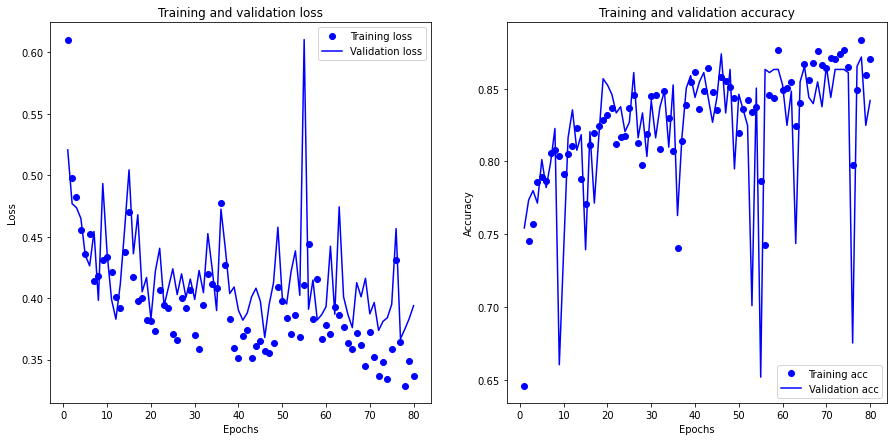 Training and validation loss
Training loss
Validation loss
0.60
0.55
0.50
0.45
0.40
0.35
Loss
0 10 20 30 40 50 60 70 80
Epochs
Training and validation accuracy
0.85
0.80
0.75
0.70
0.65
Accuracy
Training acc
Validation acc
0 10 20 30 40 50 60 70 80
Epochs